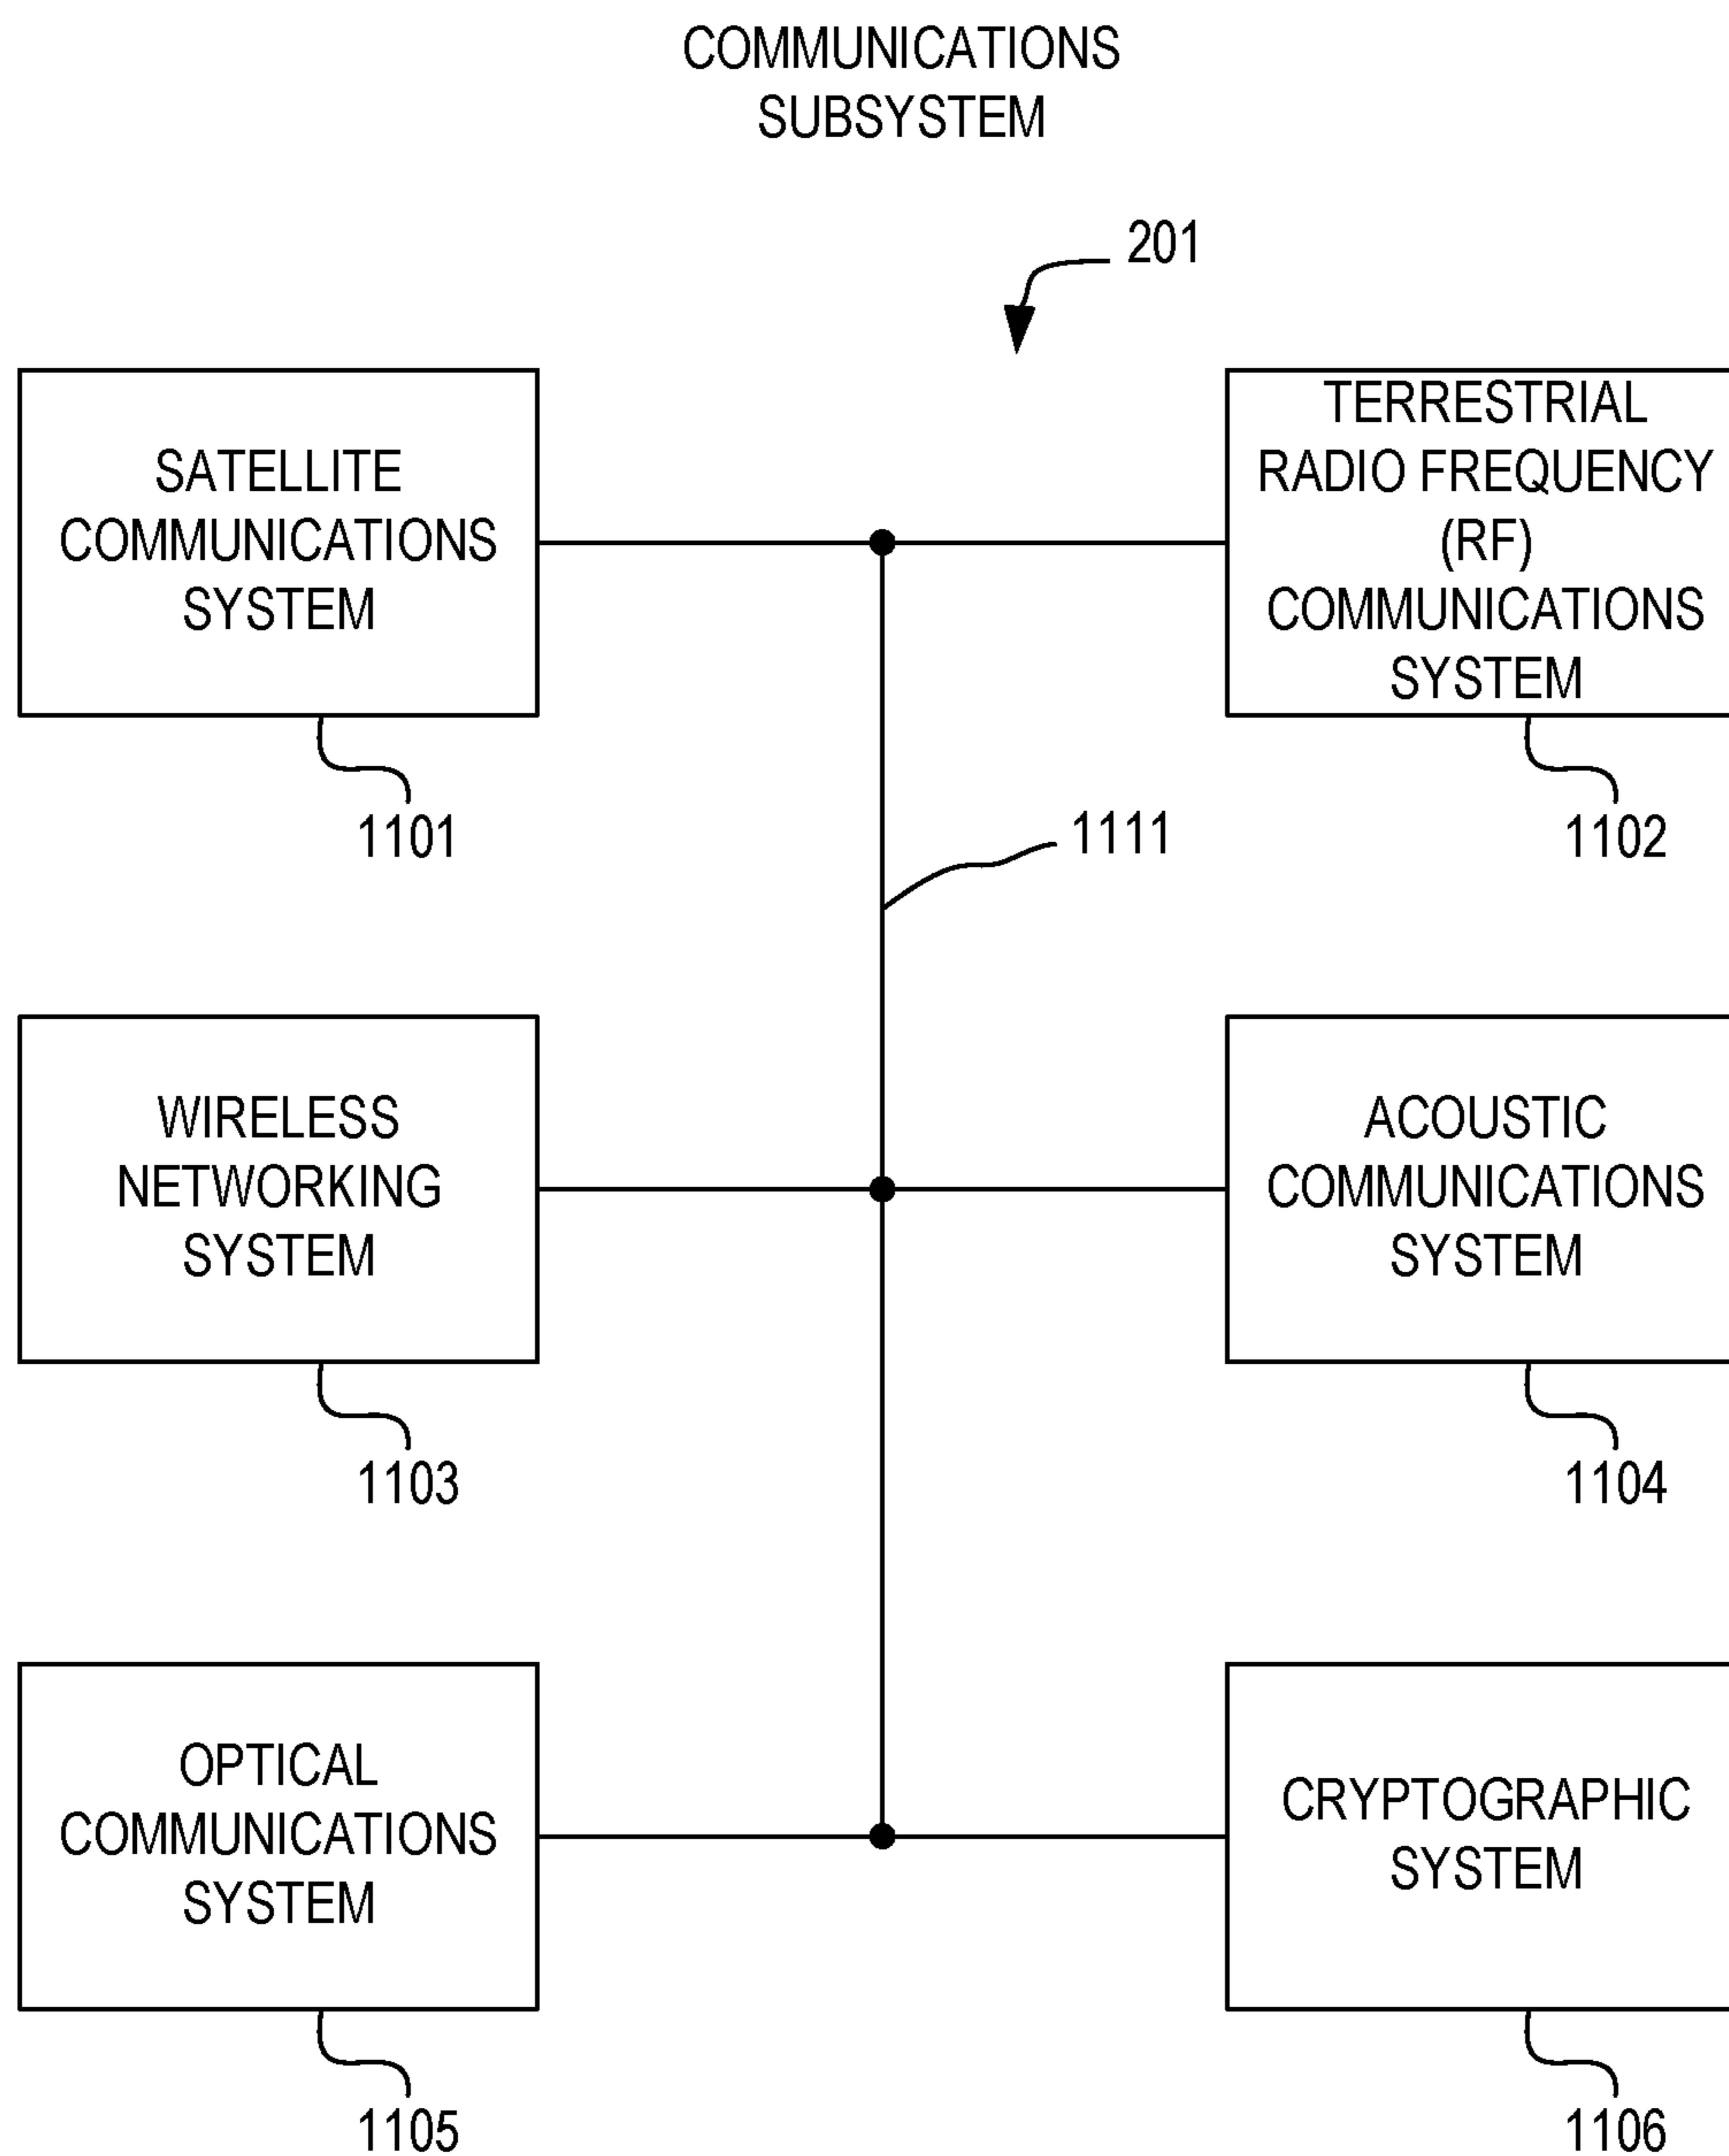 COMMUNICATIONS
SUBSYSTEM
201
SATELLITE
COMMUNICATIONS
SYSTEM
1101
TERRESTRIAL
RADIO FREQUENCY
(RF)
COMMUNICATIONS
SYSTEM
1102
1111
WIRELESS
NETWORKING
SYSTEM
1103
ACOUSTIC
COMMUNICATIONS
SYSTEM
1104
OPTICAL
COMMUNICATIONS
SYSTEM
1105
CRYPTOGRAPHIC
SYSTEM
1106